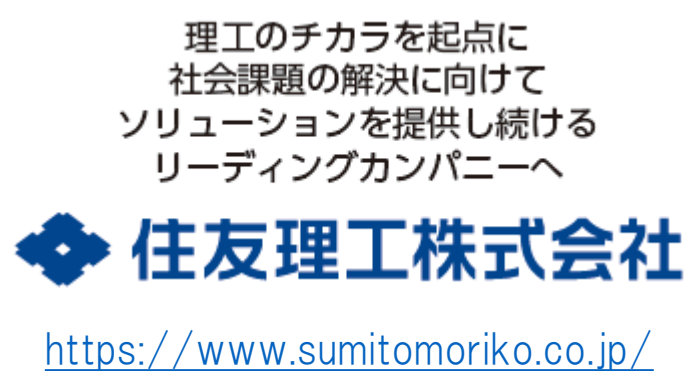 理工のチカラを起点に
社会課題の解決に向けて
ソリューションを提供し続ける
リーディングカンパニーへ
住友理工株式会社
https://www.sumitomoriko.co.jp/